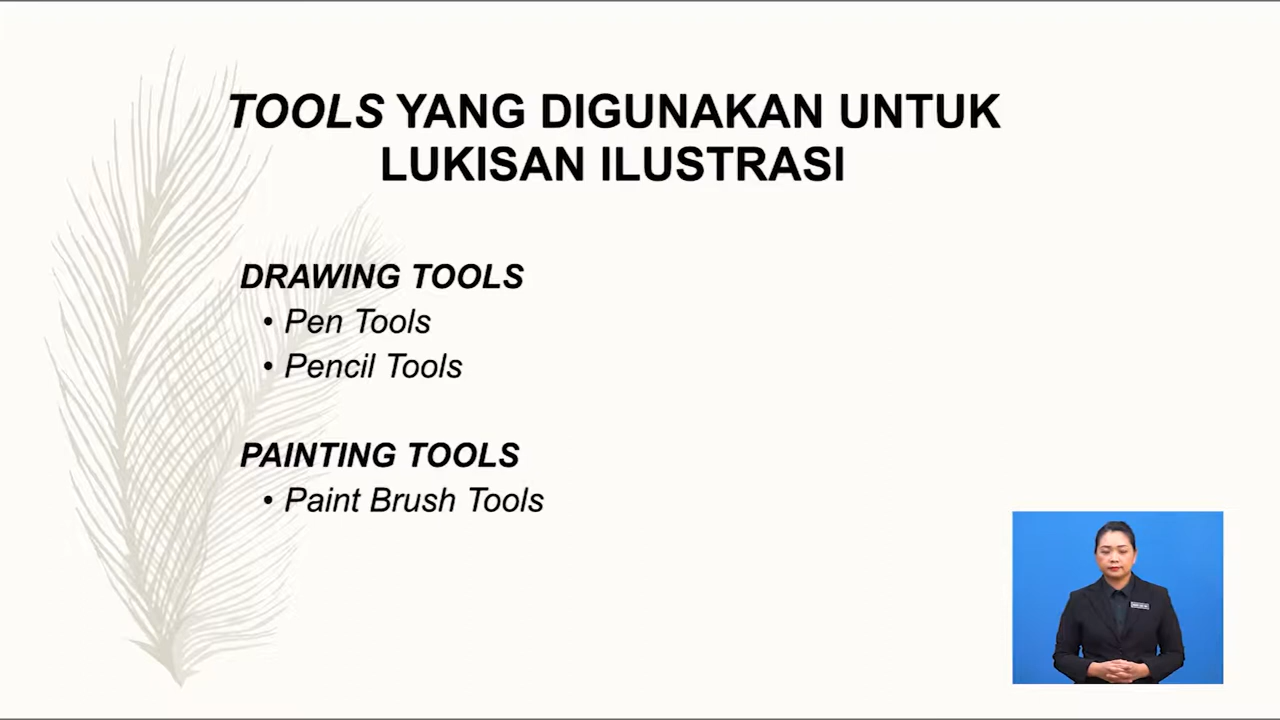 TOOLS YANG DIGUNAKAN UNTUK
LUKISAN ILUSTRASI
DRAWING TOOLS
• Pen Tools
• Pencil Tools
PAINTING TOOLS
• Paint Brush Tools